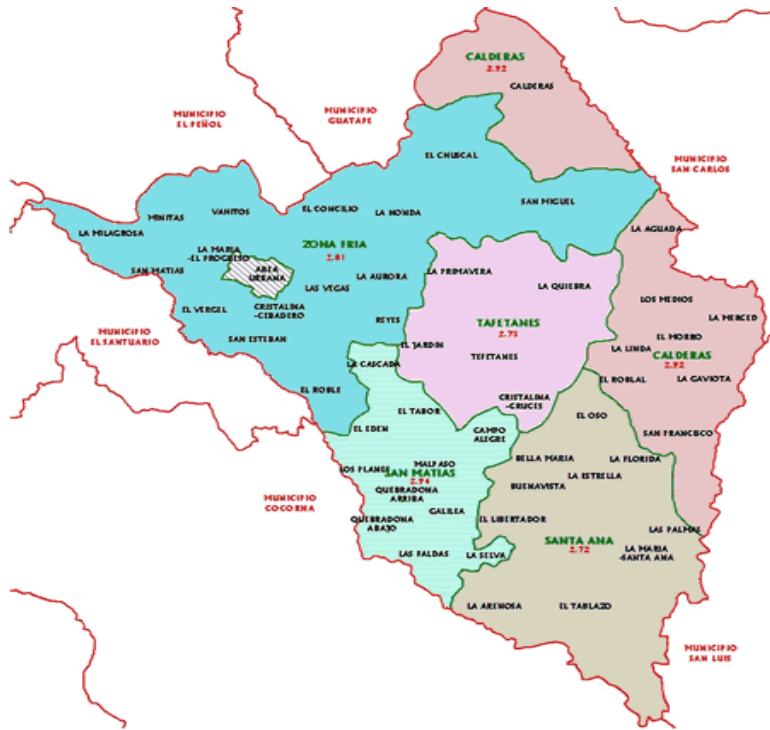 CALDERAS
2.92
CALDERAS
MUNICIPIO
EL PEÑOL
MUNICIPIO
GUATAPE
EL CHUSCAL
MUNICIPIO
SAN CARLOS
MINITAS
VAHITOS
EL CONCILIO
LA HONDA
SAN MIGUEL
LA MILAGROSA
LA AGUADA
LA MARIA
-EL PROGRESO
ZONA FRIA
2.81
SAN MATIAS
AREA
URBANA
LAS VEGAS
LA AURORA
LA PRIMAVERA
LA QUIEBRA
LOS MEDIOS
LA MERCED
EL VERGEL
CRISTALINA
-CEBADERO
REYES
TAFETANES
2.75
MUNICIPIO
EL SANTUARIO
SAN ESTEBAN
EL JARDIN
TEFETANES
EL MORRO
LA LINDA
CALDERAS
2.92
LA CASCADA
EL ROBLE
EL ROBLAL
LA GAVIOTA
CRISTALINA
-CRUCES
EL TABOR
EL OSO
EL EDEN
CAMPO
ALEGRE
SAN FRANCISCO
BELLA MARIA
LA FLORIDA
LOS PLANES
MALPASO
SAN MATIAS
2.94
LA ESTRELLA
BUENAVISTA
QUEBRADONA
ARRIBA
MUNICIPIO
COCORNA
GALILEA
QUEBRADONA
ABAJO
EL LIBERTADOR
LAS PALMAS
SANTA ANA
2.72
LAS FALDAS
LA SELVA
LA MARIA
-SANTA ANA
LA ARENOSA
EL TABLAZO
MUNICIPIO
SAN LUIS